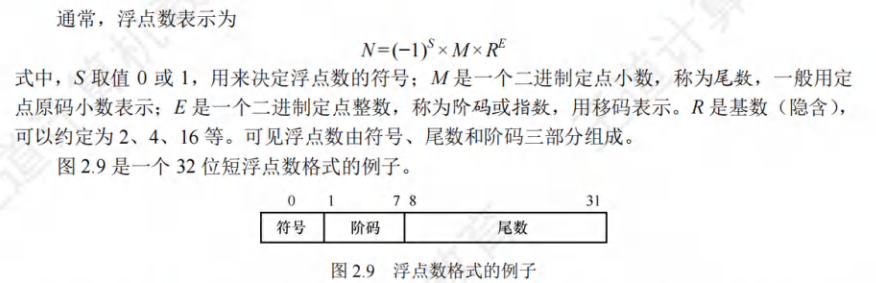 通常，浮点数表示为
N=(−1)^S×M×R^E
式中，S 取值 0 或 1，用来决定浮点数的符号；M 是一个二进制定点小数，称为尾数，一般用定
点原码小数表示；E 是一个二进制定点整数，称为阶码或指数，用移码表示。R 是基数（隐含），
可以约定为 2、4、16 等。可见浮点数由符号、尾数和阶码三部分组成。
图 2.9 是一个 32 位短浮点数格式的例子。
0 1 7 8 31
符号 阶码 尾数
图 2.9 浮点数格式的例子